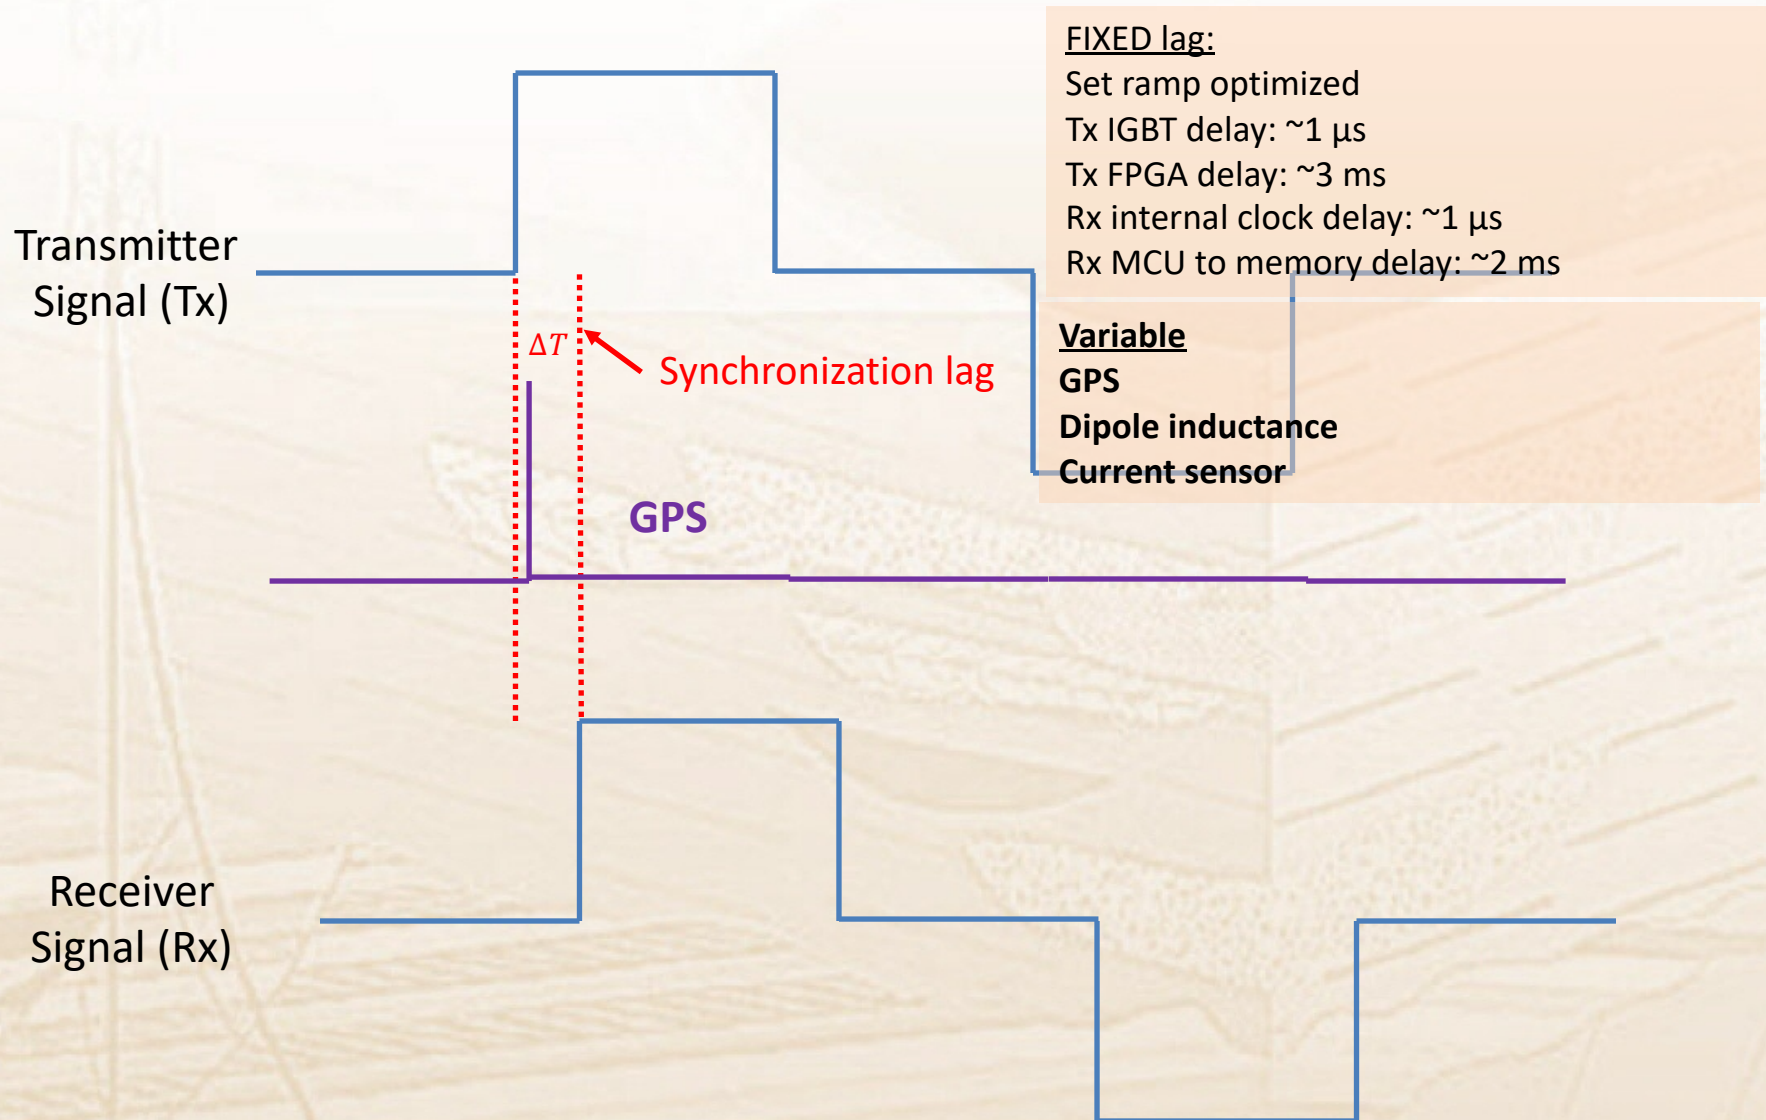 FIXED lag:
Set ramp optimized
Tx IGBT delay: ~1 μs
Tx FPGA delay: ~3 ms
Rx internal clock delay: ~1 μs
Rx MCU to memory delay: ~2 ms
Transmitter
Signal (Tx)
ΔT
Synchronization lag
Variable
GPS
Dipole inductance
Current sensor
GPS
Receiver
Signal (Rx)